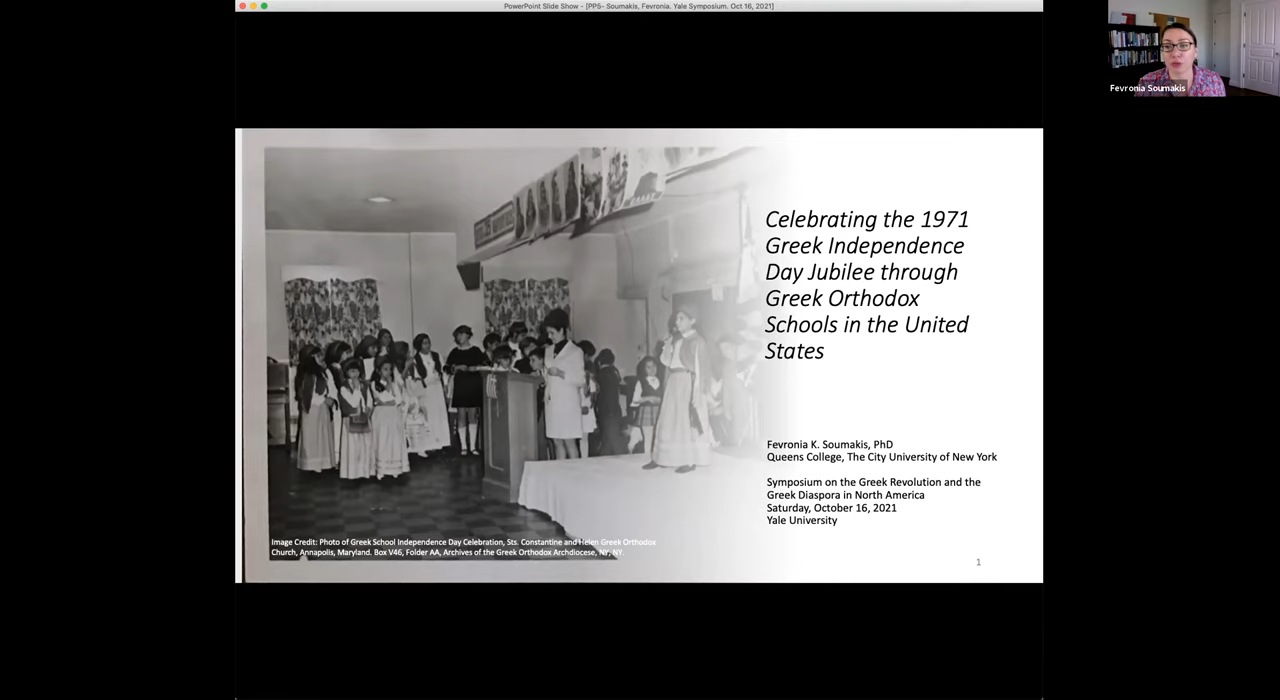 PowerPoint Slide Show - [PP5- Soumakis, Fevronia. Yale Symposium. Oct 16, 2021]
Fevronia Soumakis
Celebrating the 1971
Greek Independence
Day Jubilee through
Greek Orthodox
Schools in the United
States
Fevronia K. Soumakis, PhD
Queens College, The City University of New York
Symposium on the Greek Revolution and the
Greek Diaspora in North America
Saturday, October 16, 2021
Yale University
Image Credit: Photo of Greek School Independence Day Celebration, Sts. Constantine and Helen Greek Orthodox
Church, Annapolis, Maryland. Box V46, Folder AA, Archives of the Greek Orthodox Archdiocese, NY, NY.
1